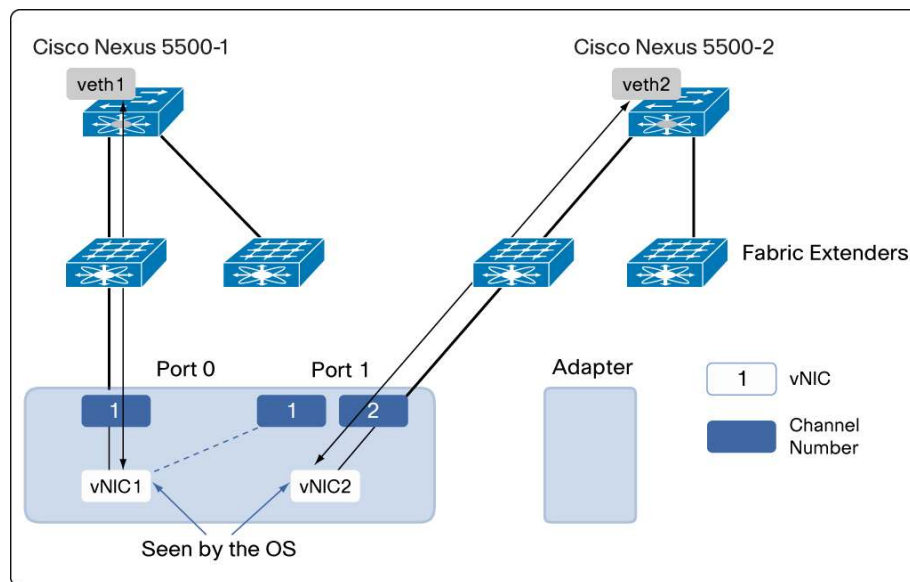 Cisco Nexus 5500-1
Cisco Nexus 5500-2
veth1
veth2
Fabric Extenders
Port 0
Port 1
Adapter
1
vNIC
1
1
2
Channel
Number
vNIC1
vNIC2
Seen by the OS